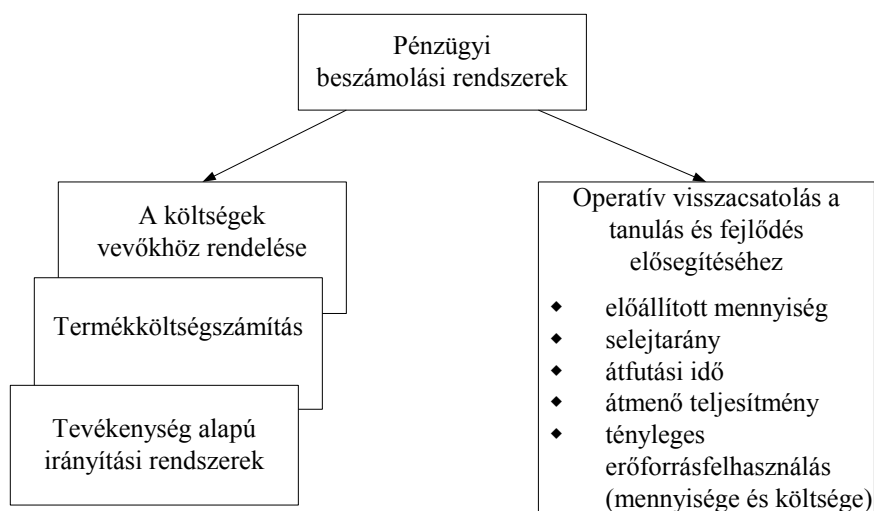 Pénzügyi
beszámolási rendszerek
A költségek
vevőkhöz rendelése
Termékköltségszámítás
Tevékenység alapú
irányítási rendszerek
Operatív visszacsatolás a
tanulás és fejlődés
elősegítéséhez
◆ előállított mennyiség
◆ selejtarány
◆ átfutási idő
◆ átmenő teljesítmény
◆ tényleges
erőforrásfelhasználás
(mennyisége és költsége)